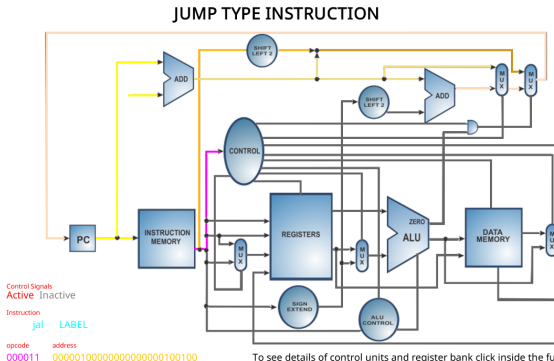 JUMP TYPE INSTRUCTION
SHIFT LEFT 2
ADD
MUX
MUX
SHIFT LEFT 2
ADD
CONTROL
PC
INSTRUCTION MEMORY
MUX
REGISTERS
MUX
ZERO
ALU
DATA MEMORY
MUX
SIGN EXTEND
ALU CONTROL
Control Signals
Active Inactive
Instruction
jal LABEL
opcode address
000011 00000100000000000000100100
To see details of control units and register bank click inside the fu